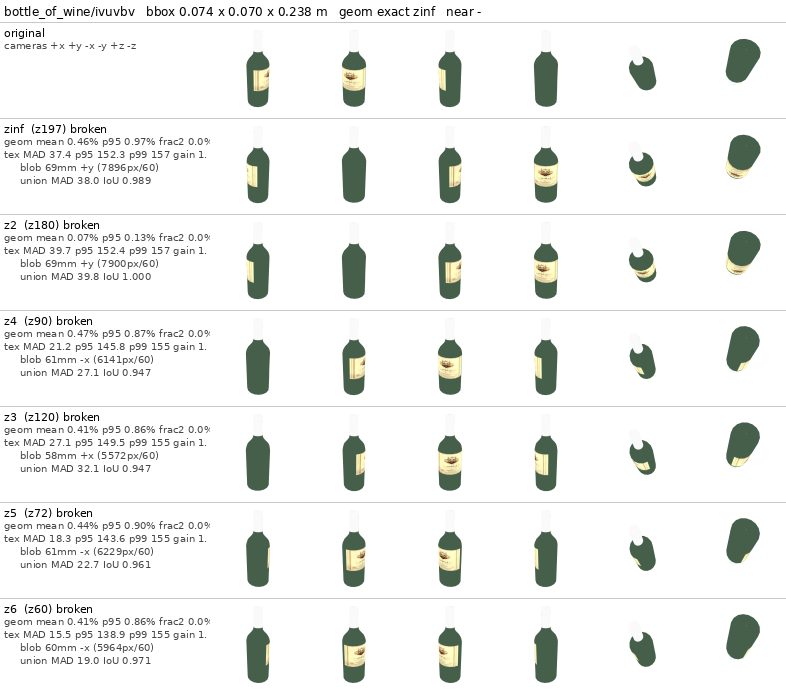 bottle_of_wine/ivuvbv bbox 0.074 x 0.070 x 0.238 m geom exact zinf near -
original
cameras +x +y -x -y +z -z
zinf (z197) broken
geom mean 0.46% p95 0.97% frac2 0.0%
tex MAD 37.4 p95 152.3 p99 157 gain 1.
blob 69mm +y (7896px/60)
union MAD 38.0 IoU 0.989
z2 (z180) broken
geom mean 0.07% p95 0.13% frac2 0.0%
tex MAD 39.7 p95 152.4 p99 157 gain 1.
blob 69mm +y (7900px/60)
union MAD 39.8 IoU 1.000
z4 (z90) broken
geom mean 0.47% p95 0.87% frac2 0.0%
tex MAD 21.2 p95 145.8 p99 155 gain 1.
blob 61mm -x (6141px/60)
union MAD 27.1 IoU 0.947
z3 (z120) broken
geom mean 0.41% p95 0.86% frac2 0.0%
tex MAD 27.1 p95 149.5 p99 155 gain 1.
blob 58mm +x (5572px/60)
union MAD 32.1 IoU 0.947
z5 (z72) broken
geom mean 0.44% p95 0.90% frac2 0.0%
tex MAD 18.3 p95 143.6 p99 155 gain 1.
blob 61mm -x (6229px/60)
union MAD 22.7 IoU 0.961
z6 (z60) broken
geom mean 0.41% p95 0.86% frac2 0.0%
tex MAD 15.5 p95 138.9 p99 155 gain 1.
blob 60mm -x (5964px/60)
union MAD 19.0 IoU 0.971